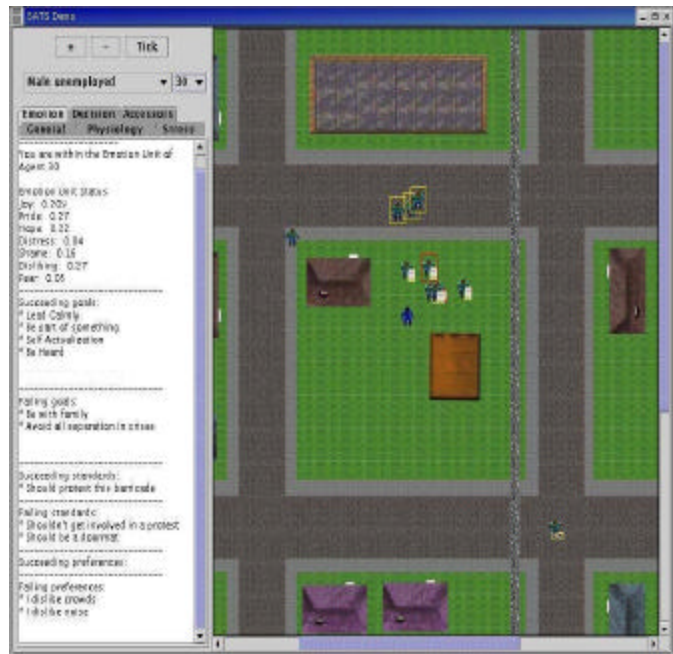 SATS Demo
+ - Tick
Male unemployed 30
Emotion Decision Accessors
General Physiology Stress
You are within the Emotion Unit of
Agent 30
Emotion Unit Status
Joy: 0.209
Pride: 0.27
Hope: 0.22
Distress: 0.84
Shame: 0.16
Disliking: 0.27
Fear: 0.05
Succeeding goals:
* Lead Calmly
* Be part of something
* Self Actualization
* Be Heard
Failing goals:
* Be with family
* Avoid all separation in crises
Succeeding standards:
* Should protest this barricade
Failing standards:
* Shouldn't get involved in a protest
* Should be a doormat
Succeeding preferences:
Failing preferences:
* I dislike crowds
* I dislike noise